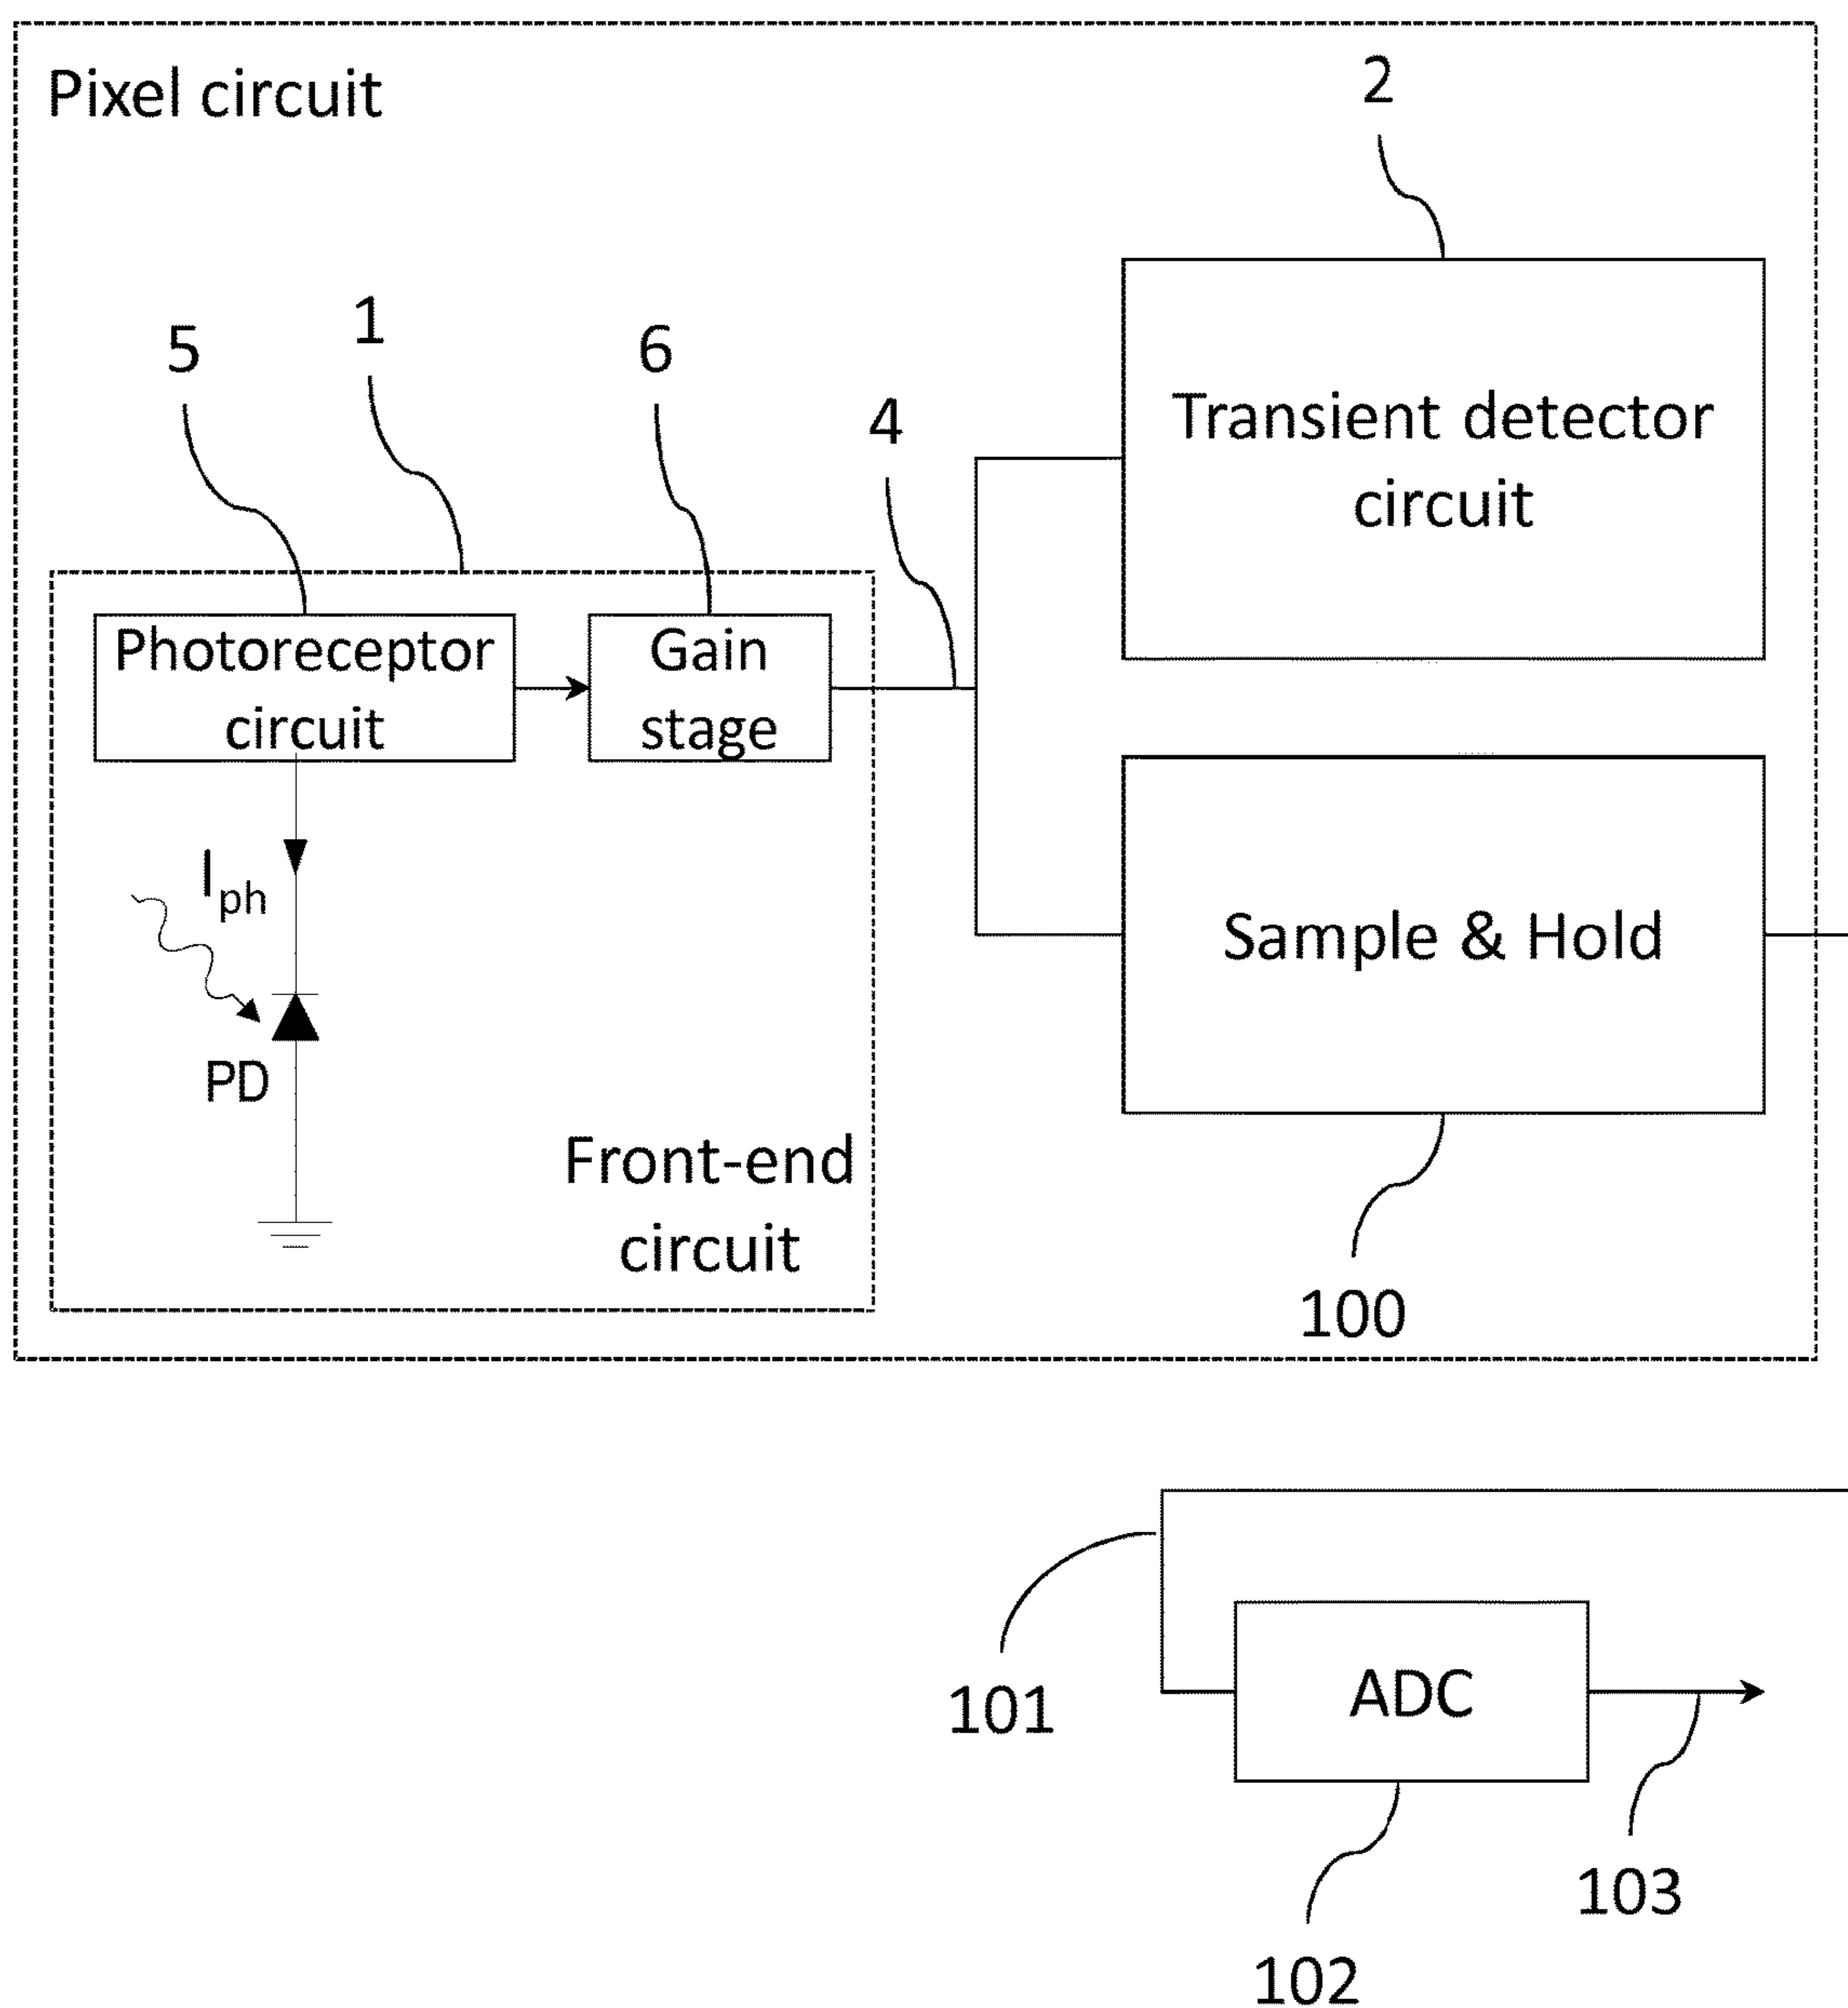 Pixel circuit
2
1
5
6
4
Transient detector
circuit
Photoreceptor
circuit
Gain
stage
Iph
PD
Sample & Hold
Front-end
circuit
100
101
ADC
103
102